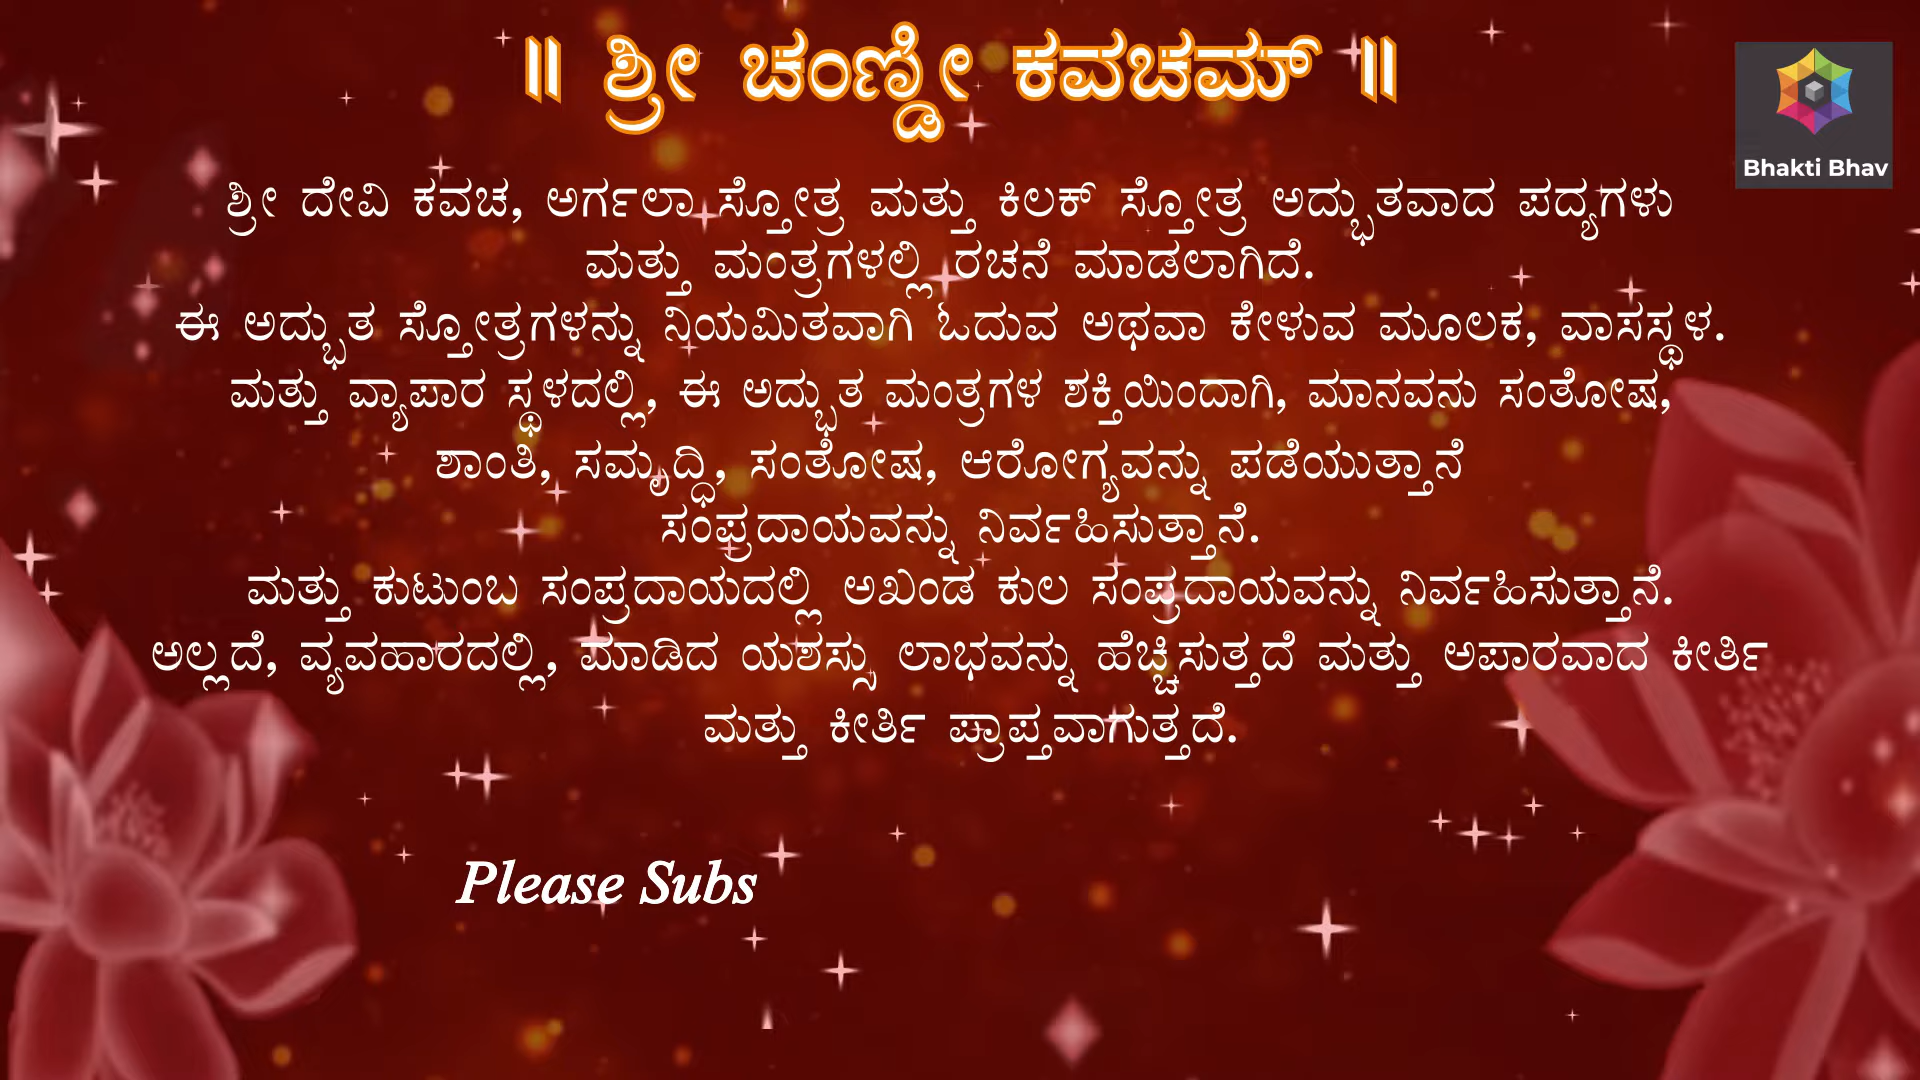 ॥ ಶ್ರೀ ಚಂಣ್ಡೀ ಕವಚಮ್ ॥
Bhakti Bhav
ಶ್ರೀ ದೇವಿ ಕವಚ, ಅರ್ಗಲಾ ಸ್ತೋತ್ರ ಮತ್ತು ಕಿಲಕ್ ಸ್ತೋತ್ರ ಅದ್ಭುತವಾದ ಪದ್ಯಗಳು
ಮತ್ತು ಮಂತ್ರಗಳಲ್ಲಿ ರಚನೆ ಮಾಡಲಾಗಿದೆ.
ಈ ಅದ್ಭುತ ಸ್ತೋತ್ರಗಳನ್ನು ನಿಯಮಿತವಾಗಿ ಓದುವ ಅಥವಾ ಕೇಳುವ ಮೂಲಕ, ವಾಸಸ್ಥಳ.
ಮತ್ತು ವ್ಯಾಪಾರ ಸ್ಥಳದಲ್ಲಿ, ಈ ಅದ್ಭುತ ಮಂತ್ರಗಳ ಶಕ್ತಿಯಿಂದಾಗಿ, ಮಾನವನು ಸಂತೋಷ,
ಶಾಂತಿ, ಸಮೃದ್ಧಿ, ಸಂತೋಷ, ಆರೋಗ್ಯವನ್ನು ಪಡೆಯುತ್ತಾನೆ
ಸಂಪ್ರದಾಯವನ್ನು ನಿರ್ವಹಿಸುತ್ತಾನೆ.
ಮತ್ತು ಕುಟುಂಬ ಸಂಪ್ರದಾಯದಲ್ಲಿ ಅಖಂಡ ಕುಲ ಸಂಪ್ರದಾಯವನ್ನು ನಿರ್ವಹಿಸುತ್ತಾನೆ.
ಅಲ್ಲದೆ, ವ್ಯವಹಾರದಲ್ಲಿ, ಮಾಡಿದ ಯಶಸ್ಸು ಲಾಭವನ್ನು ಹೆಚ್ಚಿಸುತ್ತದೆ ಮತ್ತು ಅಪಾರವಾದ ಕೀರ್ತಿ
ಮತ್ತು ಕೀರ್ತಿ ಪ್ರಾಪ್ತವಾಗುತ್ತದೆ.
Please Subs